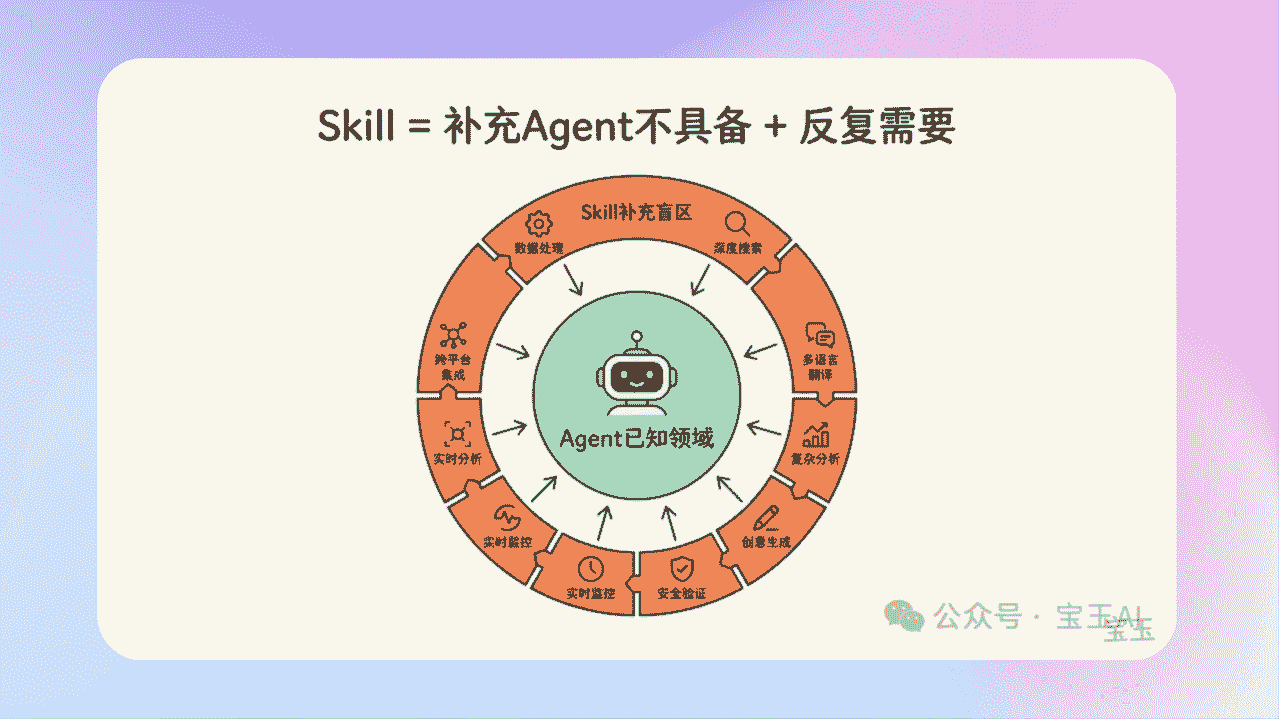 Skill = 补充Agent不具备 + 反复需要
Skill补充盲区
数据处理
深度搜索
跨平台
集成
多语言
翻译
Agent已知领域
实时分析
复杂分析
实时监控
创意生成
实时监控
安全验证
公众号 · 宝玉AI
宝玉